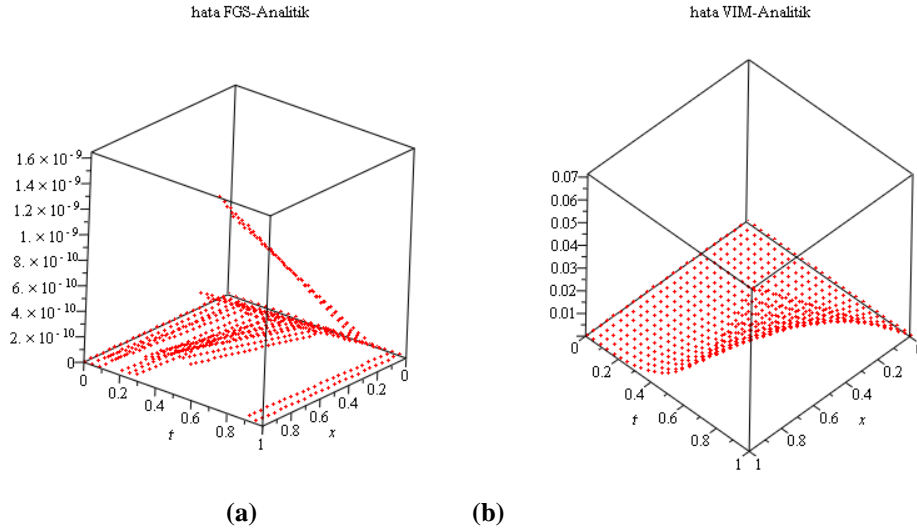 hata FGS-Analitik
hata VIM-Analitik
1.6 × 10⁻⁹
1.4 × 10⁻⁹
1.2 × 10⁻⁹
1. × 10⁻⁹
8. × 10⁻¹⁰
6. × 10⁻¹⁰
4. × 10⁻¹⁰
2. × 10⁻¹⁰
0
0
0.2
0.4
t
0.6
0.8
1
0.8
0.6
x
0.4
0.2
0
0.07
0.06
0.05
0.04
0.03
0.02
0.01
0
0.2
0.4
t
0.6
0.8
1
1
0.8
0.6
x
0.4
0.2
0
(a)
(b)